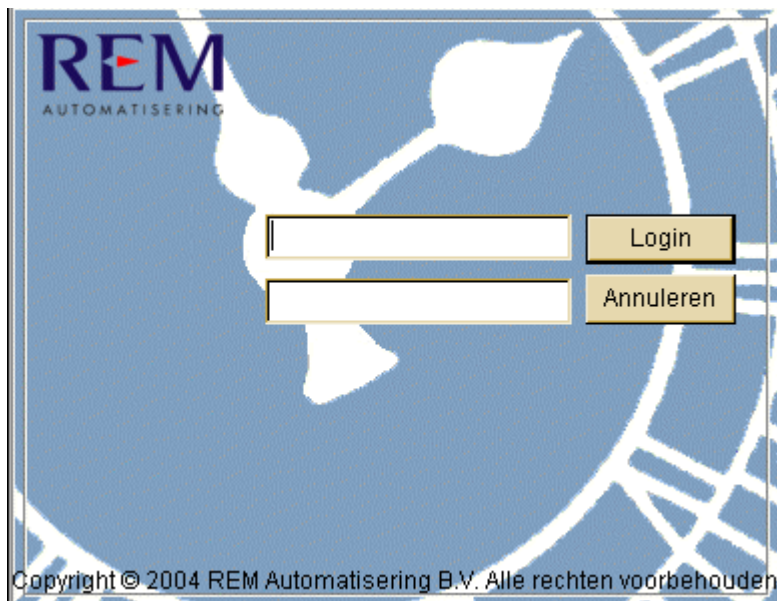 REM
AUTOMATISERING
Login
Annuleren
Copyright © 2004 REM Automatisering B.V. Alle rechten voorbehouden